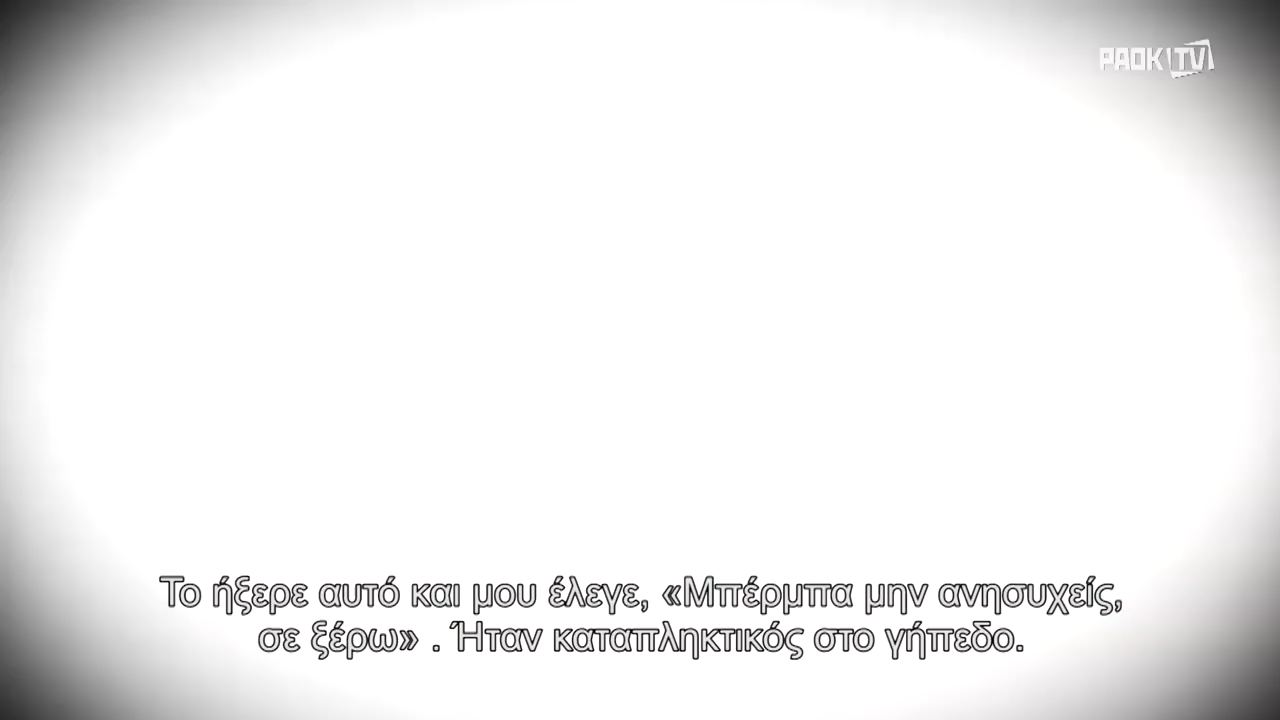 PAOK TV
Το ήξερε αυτό και μου έλεγε, «Μπέρμπα μην ανησυχείς,
σε ξέρω» . Ήταν καταπληκτικός στο γήπεδο.